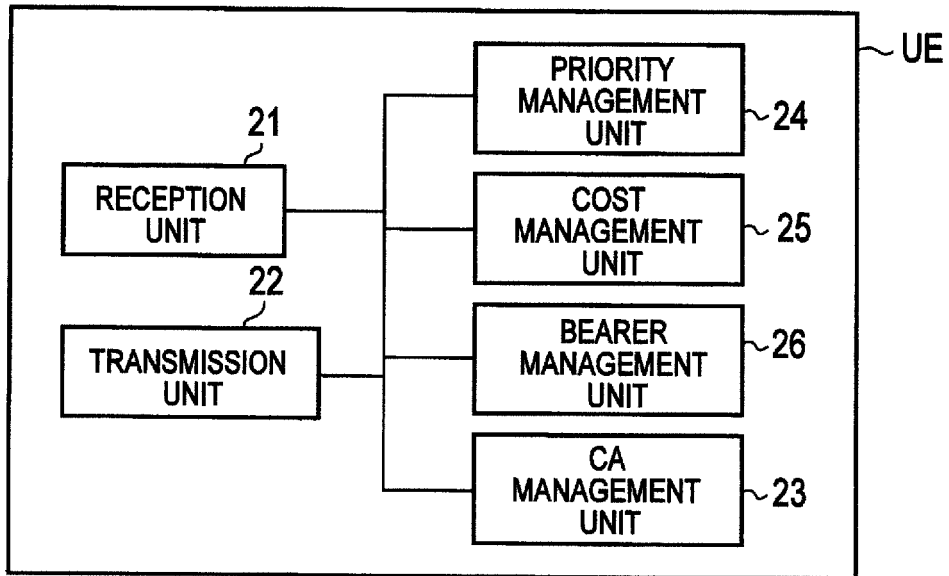 UE
21
RECEPTION
UNIT
22
TRANSMISSION
UNIT
PRIORITY
MANAGEMENT
UNIT
24
COST
MANAGEMENT
UNIT
25
BEARER
MANAGEMENT
UNIT
26
CA
MANAGEMENT
UNIT
23